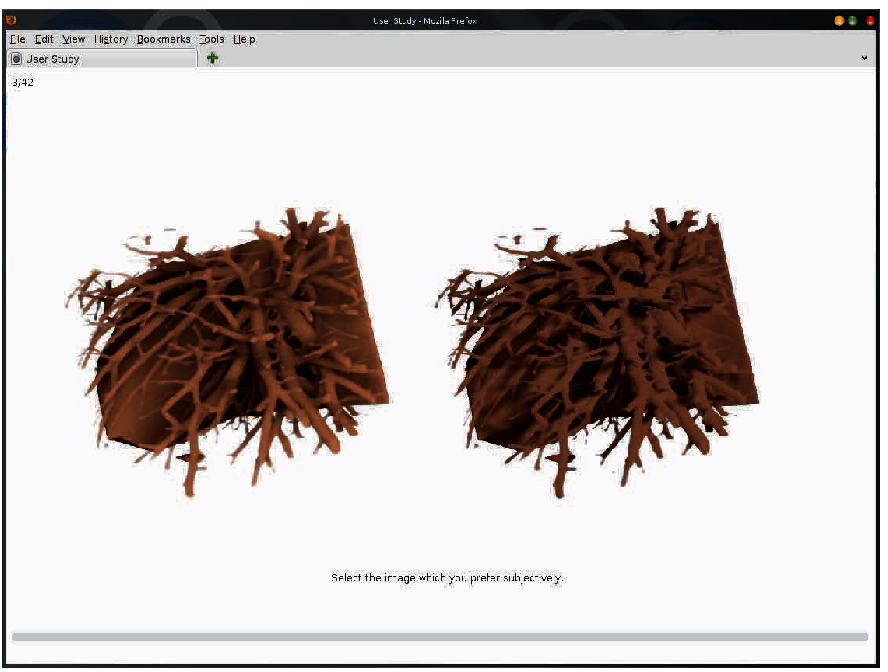 User Study - Mozilla Firefox
File Edit View History Bookmarks Tools Help
User Study
3/42
Select the image which you prefer subjectively.